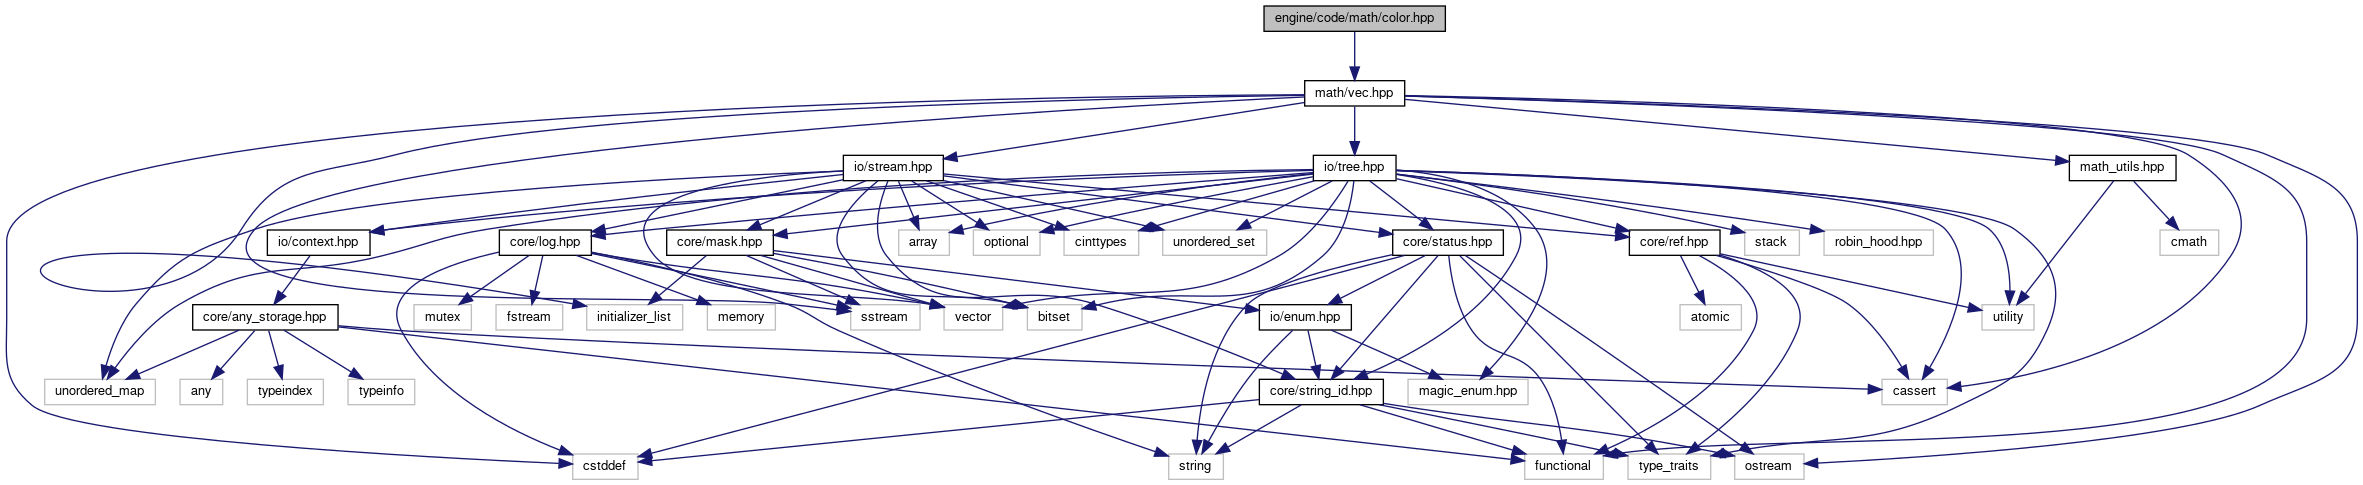 engine/code/math/color.hpp
math/vec.hpp
io/stream.hpp
io/tree.hpp
math_utils.hpp
io/context.hpp
core/log.hpp
core/mask.hpp
array
optional
cinttypes
unordered_set
core/status.hpp
core/ref.hpp
stack
robin_hood.hpp
cmath
core/any_storage.hpp
mutex
fstream
initializer_list
memory
sstream
vector
bitset
io/enum.hpp
atomic
utility
unordered_map
any
typeindex
typeinfo
core/string_id.hpp
magic_enum.hpp
cassert
cstddef
string
functional
type_traits
ostream